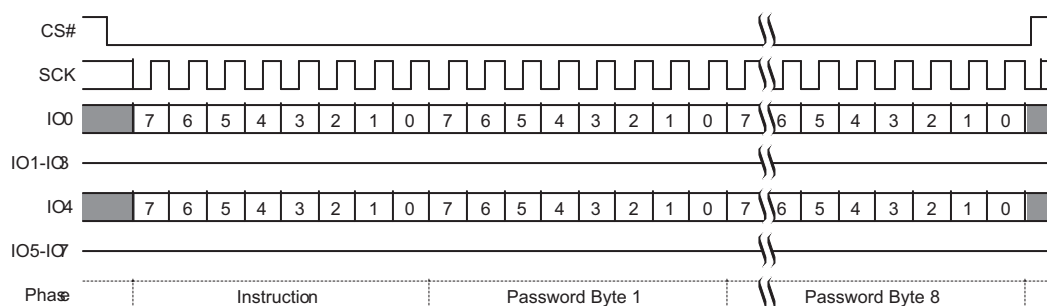 CS#
SCK
IO0 7 6 5 4 3 2 1 0 7 6 5 4 3 2 1 0 7 6 5 4 3 2 1 0
IO1-IO3
IO4 7 6 5 4 3 2 1 0 7 6 5 4 3 2 1 0 7 6 5 4 3 2 1 0
IO5-IO7
Phase Instruction Password Byte 1 Password Byte 8